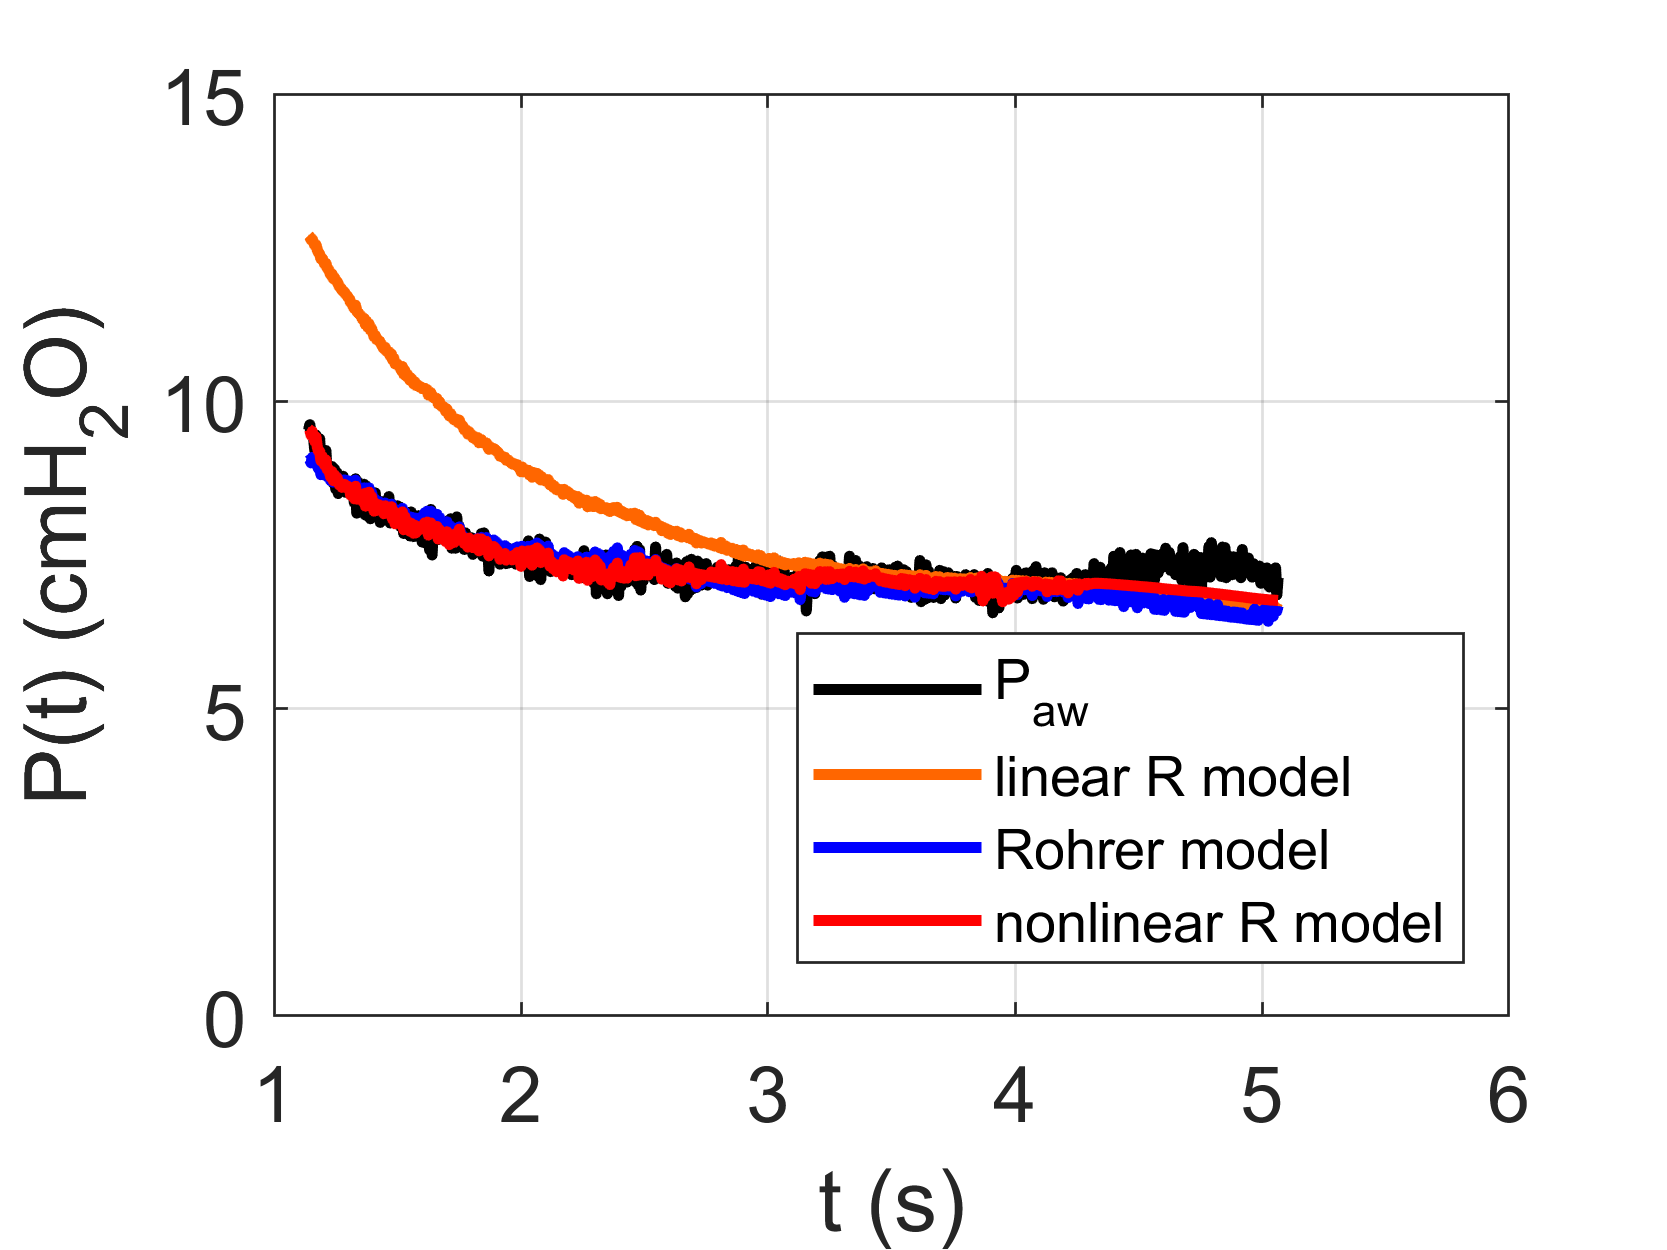 15
10
5
0
P(t) (cmH2O)
Paw
linear R model
Rohrer model
nonlinear R model
1 2 3 4 5 6
t (s)